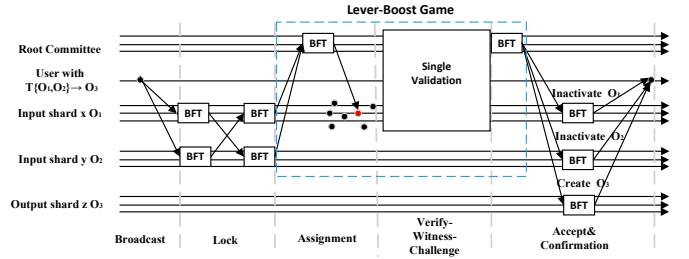 Lever-Boost Game
Root Committee
BFT
BFT
User with
T{O1,O2}→ O3
Single
Validation
Inactivate O1
Input shard x O1
BFT
BFT
BFT
Inactivate O2
Input shard y O2
BFT
BFT
BFT
Create O3
Output shard z O3
BFT
Broadcast
Lock
Assignment
Verify-
Witness-
Challenge
Accept&
Confirmation